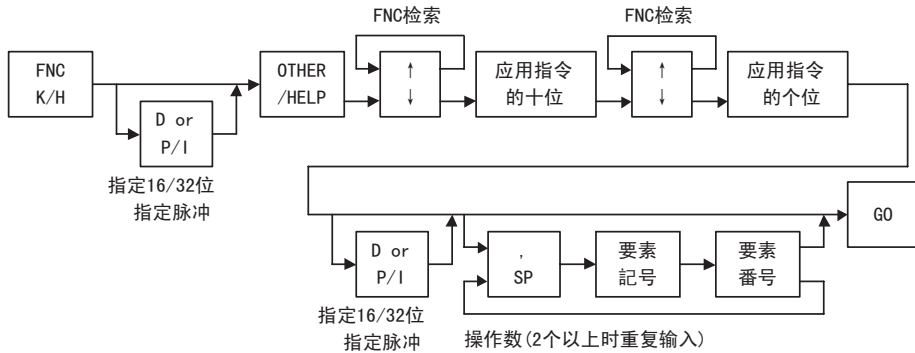 FNC检索
FNC检索
FNC
K/H
OTHER
/HELP
↑
↓
应用指令
的十位
↑
↓
应用指令
的个位
D or
P/I
指定16/32位
指定脉冲
GO
D or
P/I
,
SP
要素
記号
要素
番号
指定16/32位
指定脉冲
操作数(2个以上时重复输入)